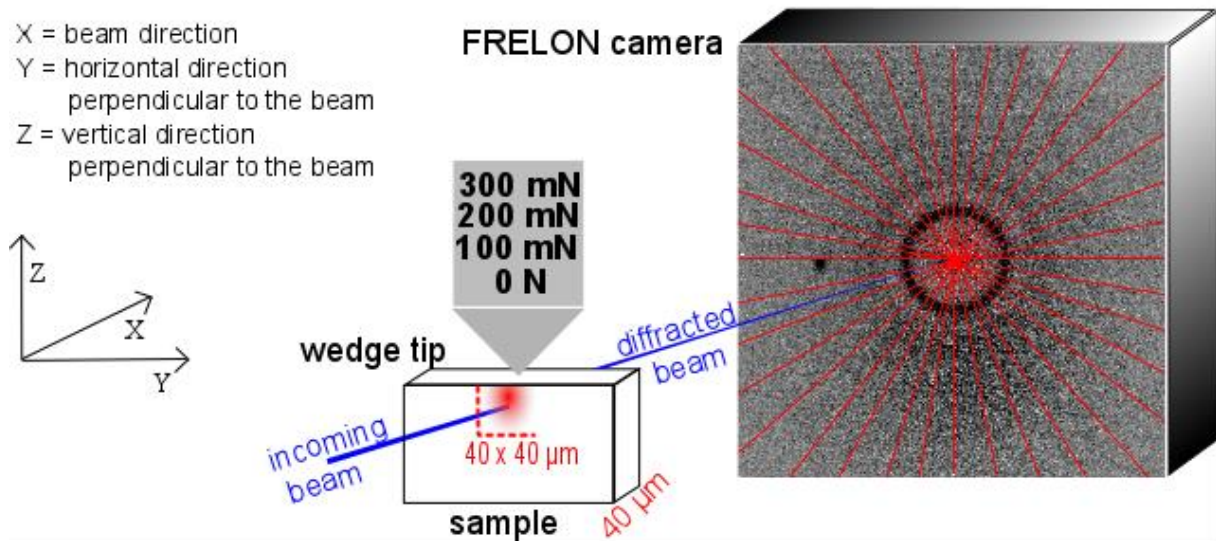 X = beam direction
Y = horizontal direction
perpendicular to the beam
Z = vertical direction
perpendicular to the beam
FRELON camera
300 mN
200 mN
100 mN
0 N
Z
X
Y
wedge tip
diffracted
beam
incoming
beam
40 x 40 µm
40 µm
sample